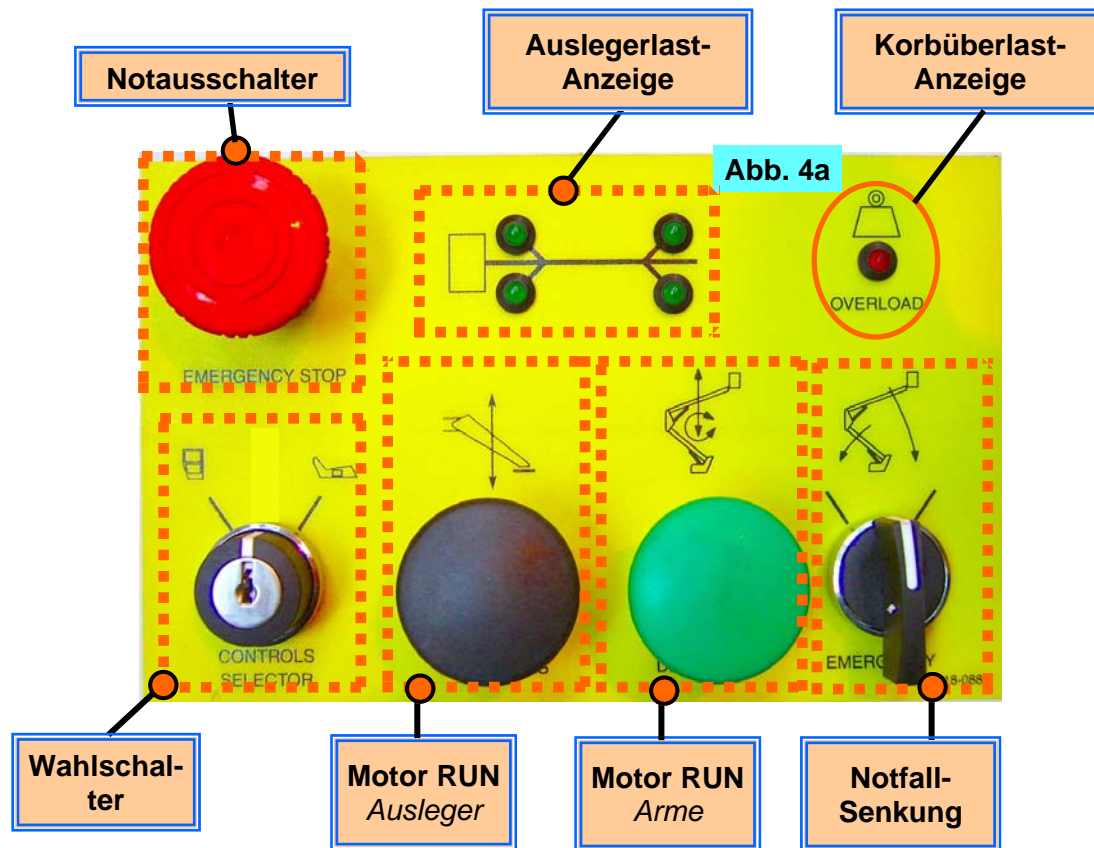 Notausschalter
Auslegerlast-
Anzeige
Korbüberlast-
Anzeige
Abb. 4a
OVERLOAD
EMERGENCY STOP
CONTROLS
SELECTOR
EMERGENCY
Wahlschal-
ter
Motor RUN
Ausleger
Motor RUN
Arme
Notfall-
Senkung